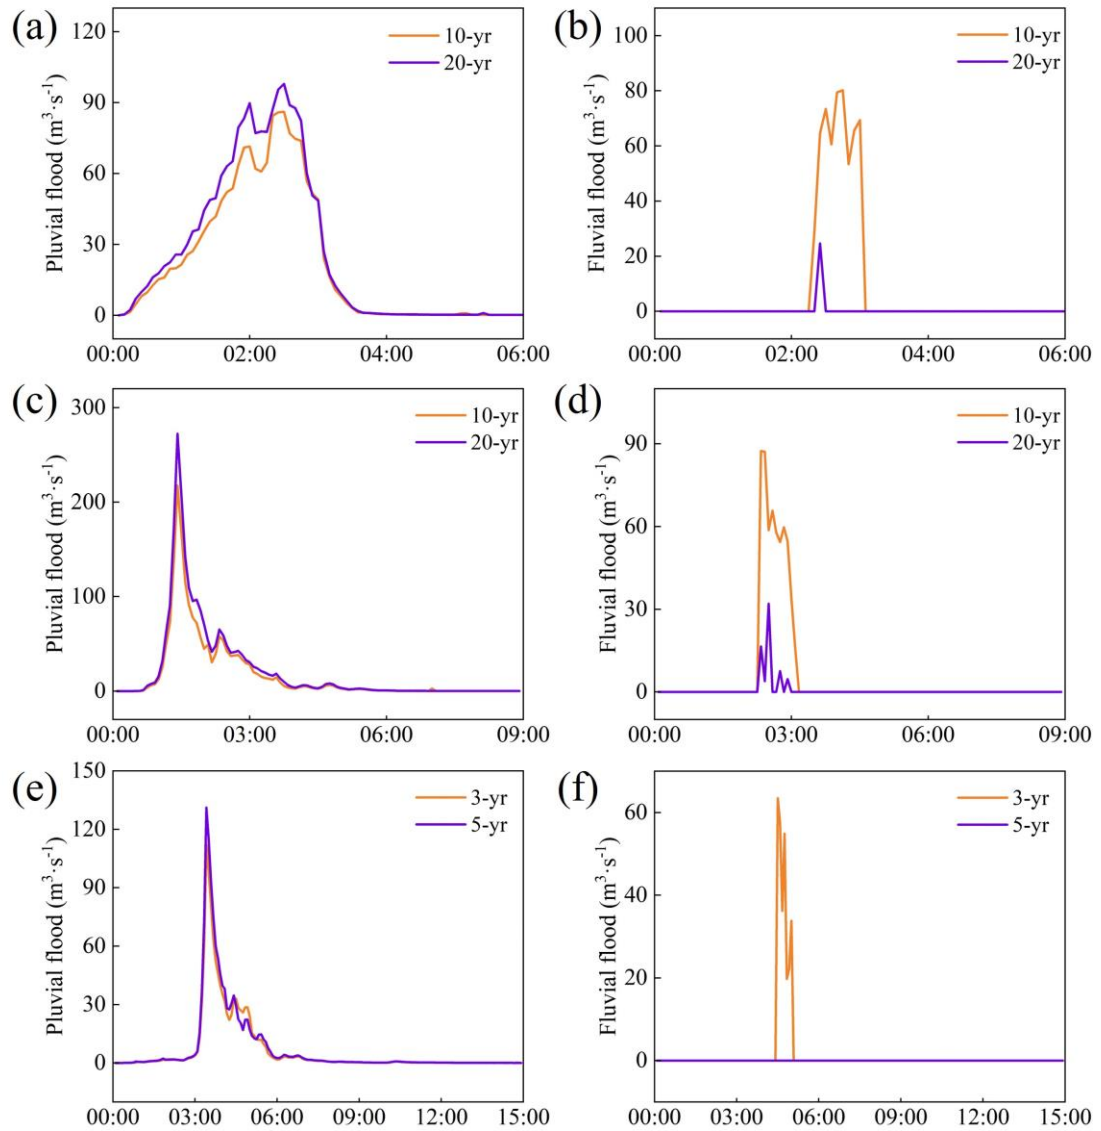 (a)
120
90
60
30
0
Pluvial flood (m³·s⁻¹)
10-yr
20-yr
00:00 02:00 04:00 06:00
(b)
100
80
60
40
20
0
Fluvial flood (m³·s⁻¹)
10-yr
20-yr
00:00 02:00 04:00 06:00
(c)
300
200
100
0
Pluvial flood (m³·s⁻¹)
10-yr
20-yr
00:00 03:00 06:00 09:00
(d)
90
60
30
0
Fluvial flood (m³·s⁻¹)
10-yr
20-yr
00:00 03:00 06:00 09:00
(e)
150
120
90
60
30
0
Pluvial flood (m³·s⁻¹)
3-yr
5-yr
00:00 03:00 06:00 09:00 12:00 15:00
(f)
60
40
20
0
Fluvial flood (m³·s⁻¹)
3-yr
5-yr
00:00 03:00 06:00 09:00 12:00 15:00